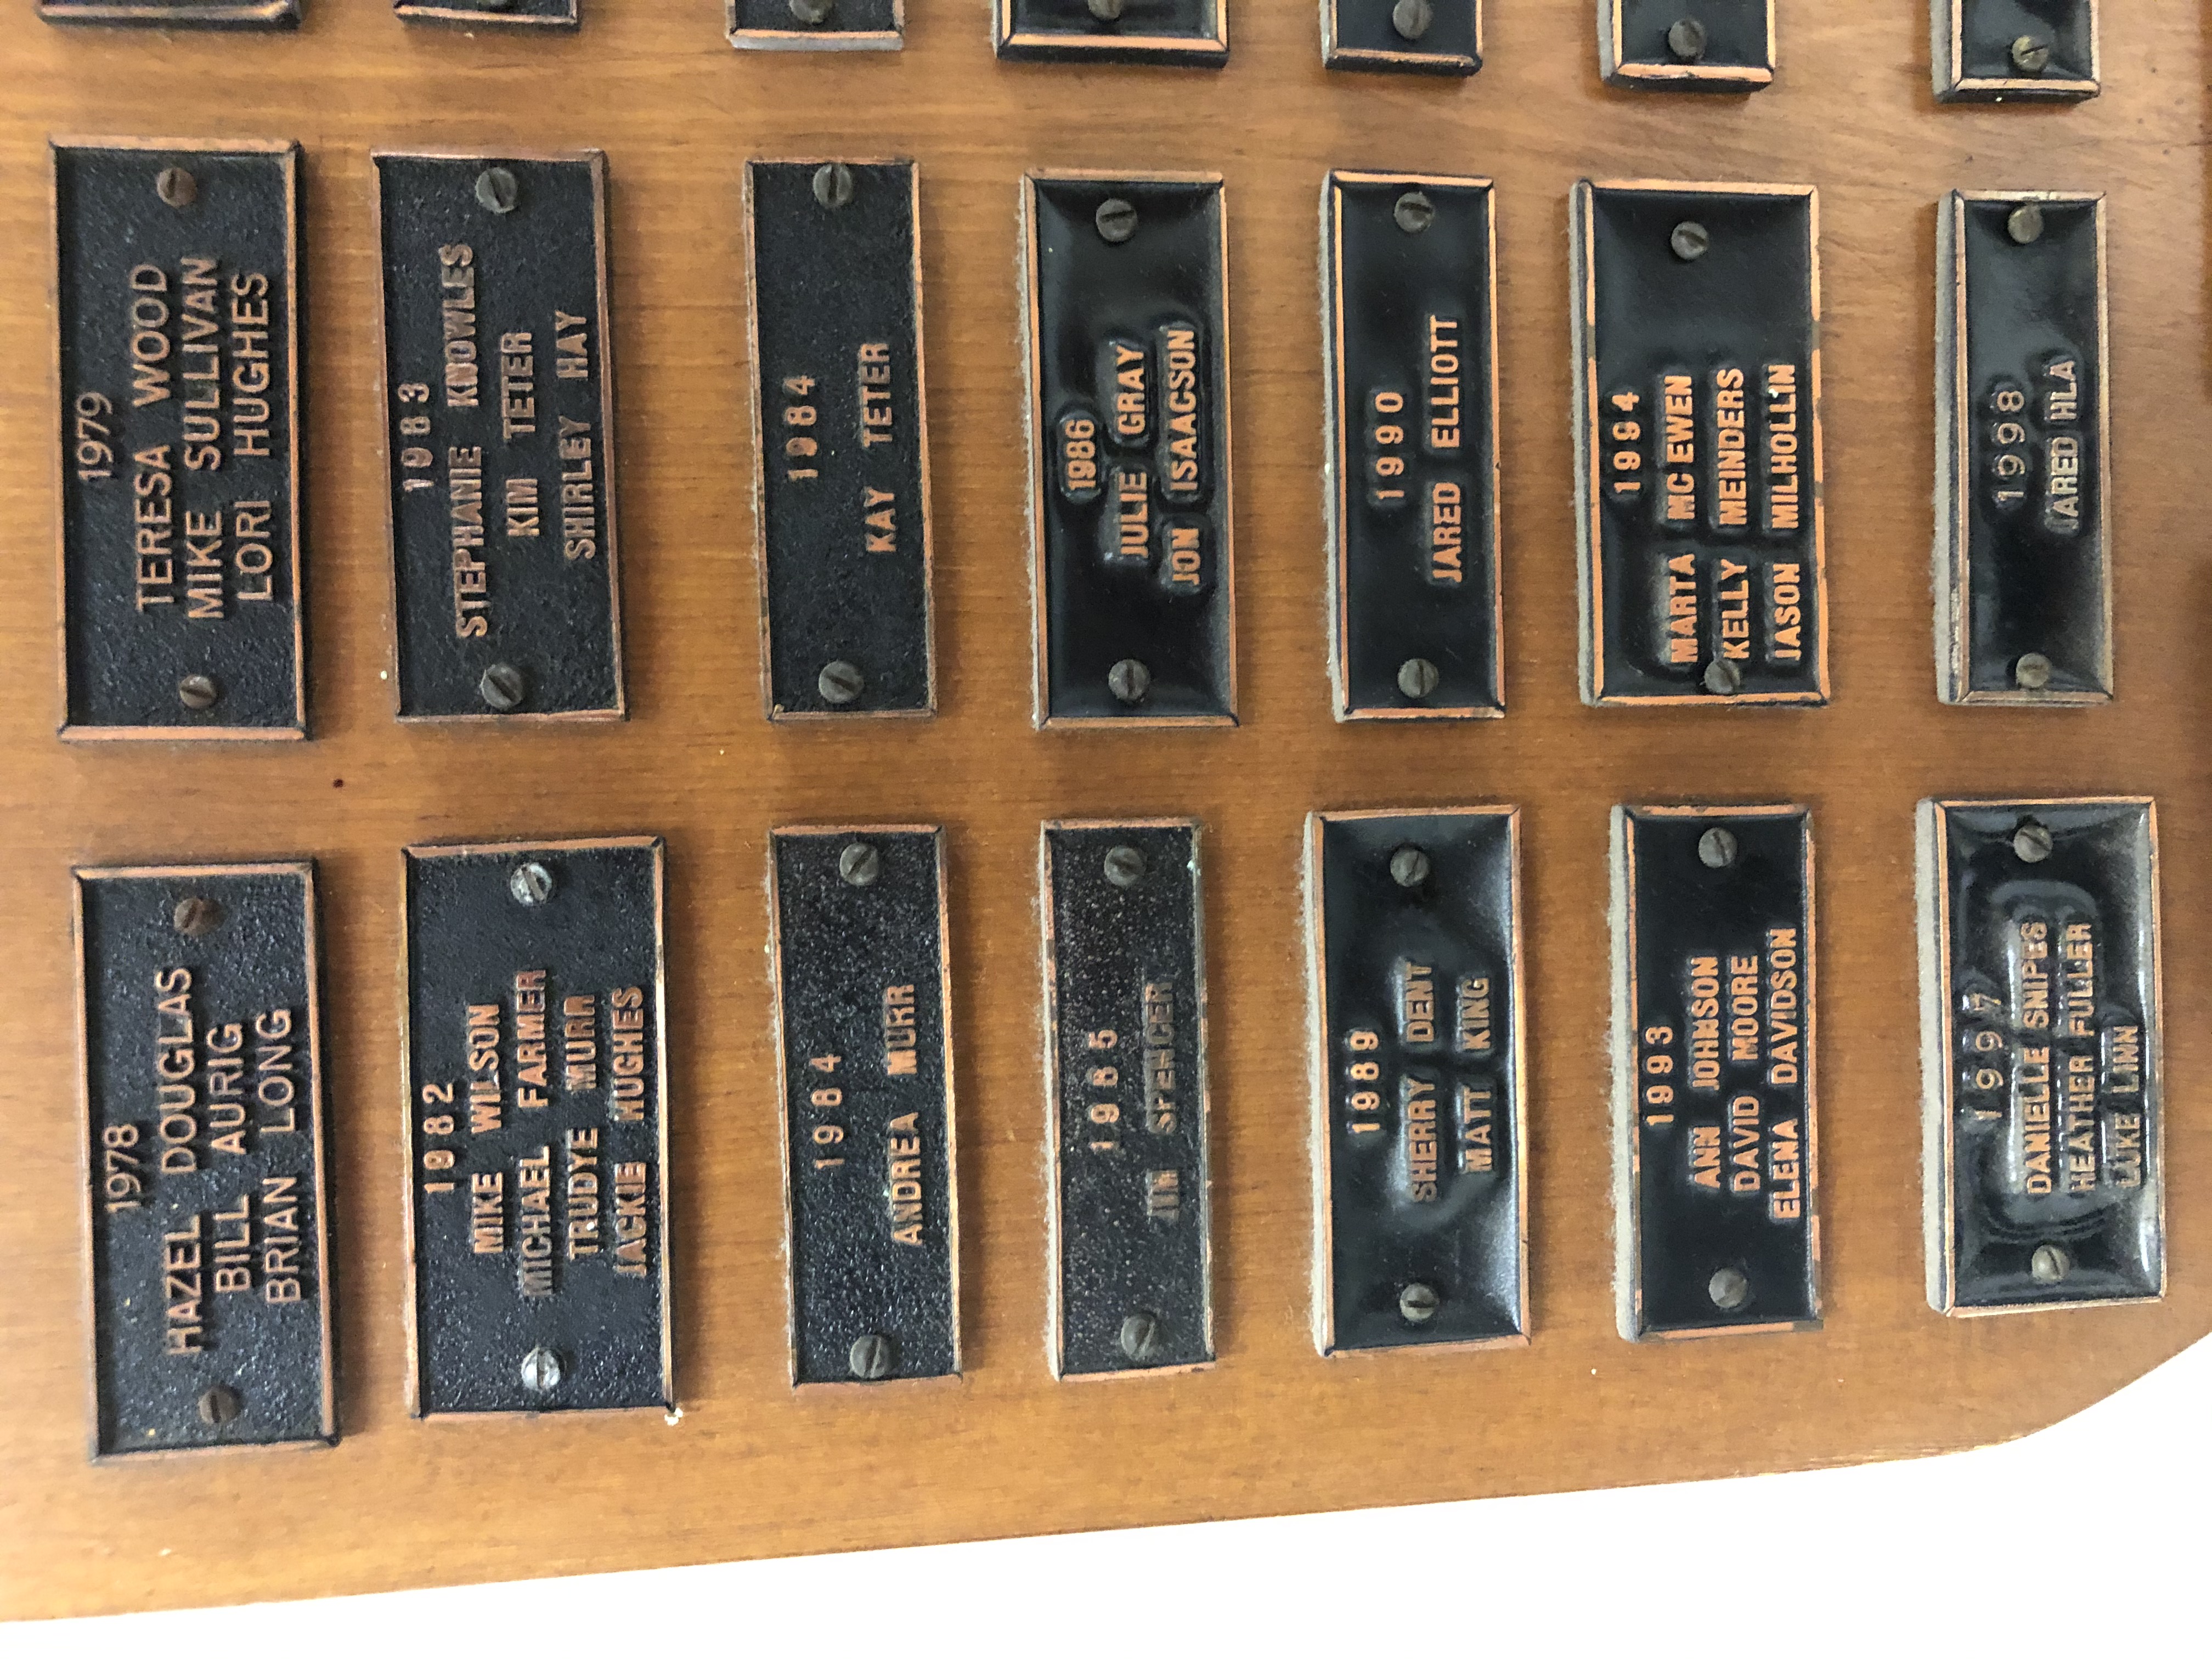 1978
HAZEL DOUGLAS
BILL AURIG
BRIAN LONG
1979
TERESA WOOD
MIKE SULLIVAN
LORI HUGHES
1982
MIKE WILSON
MICHAEL FARMER
TRUDYE MURR
JACKIE HUGHES
1983
STEPHANIE KNOWLES
KIM TETER
SHIRLEY HAY
1984
ANDREA MURR
1984
KAY TETER
1985
JIM SPENCER
1986
JULIE GRAY
JON ISAACSON
1989
SHERRY DENT
MATT KING
1990
JARED ELLIOTT
1993
ANN JOHNSON
DAVID MOORE
ELENA DAVIDSON
1994
MARTA MC EWEN
KELLY MEINDERS
JASON MILHOLLIN
1997
DANIELLE SNIPES
HEATHER FULLER
LUKE LINN
1998
JARED HLA